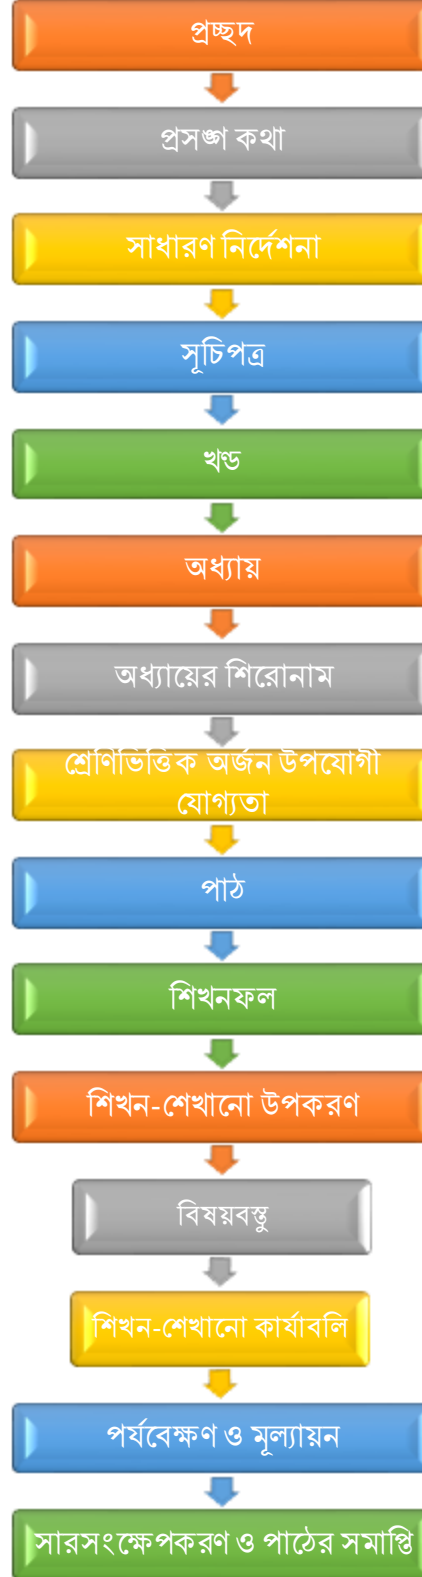 প্রচ্ছদ
প্রসঙ্গ কথা
সাধারণ নির্দেশনা
সূচিপত্র
খণ্ড
অধ্যায়
অধ্যায়ের শিরোনাম
শ্রেণিভিত্তিক অর্জন উপযোগী
যোগ্যতা
পাঠ
শিখনফল
শিখন-শেখানো উপকরণ
বিষয়বস্তু
শিখন-শেখানো কার্যাবলি
পর্যবেক্ষণ ও মূল্যায়ন
সারসংক্ষেপকরণ ও পাঠের সমাপ্তি